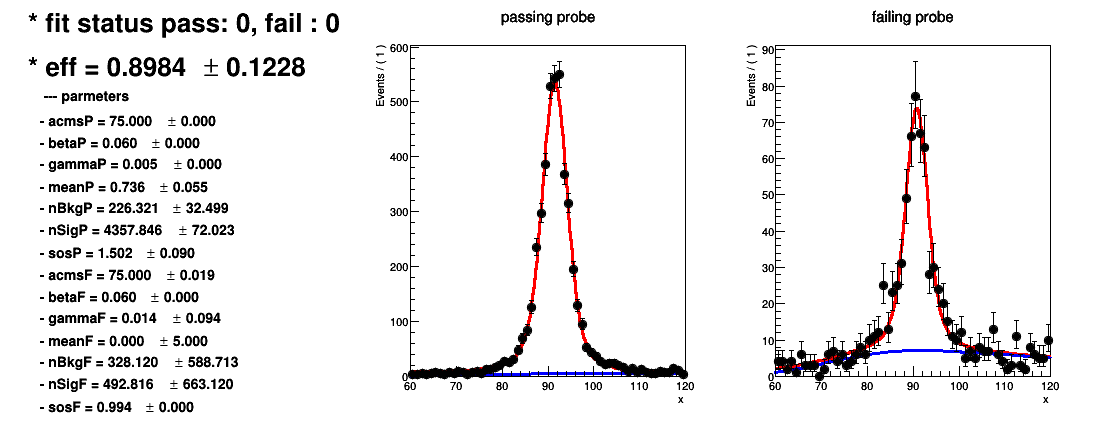 * fit status pass: 0, fail : 0
* eff = 0.8984 ± 0.1228
--- parmeters
- acmsP = 75.000 ± 0.000
- betaP = 0.060 ± 0.000
- gammaP = 0.005 ± 0.000
- meanP = 0.736 ± 0.055
- nBkgP = 226.321 ± 32.499
- nSigP = 4357.846 ± 72.023
- sosP = 1.502 ± 0.090
- acmsF = 75.000 ± 0.019
- betaF = 0.060 ± 0.000
- gammaF = 0.014 ± 0.094
- meanF = 0.000 ± 5.000
- nBkgF = 328.120 ± 588.713
- nSigF = 492.816 ± 663.120
- sosF = 0.994 ± 0.000
passing probe
Events / ( 1 )
600
500
400
300
200
100
0
60 70 80 90 100 110 120
x
failing probe
Events / ( 1 )
90
80
70
60
50
40
30
20
10
0
60 70 80 90 100 110 120
x